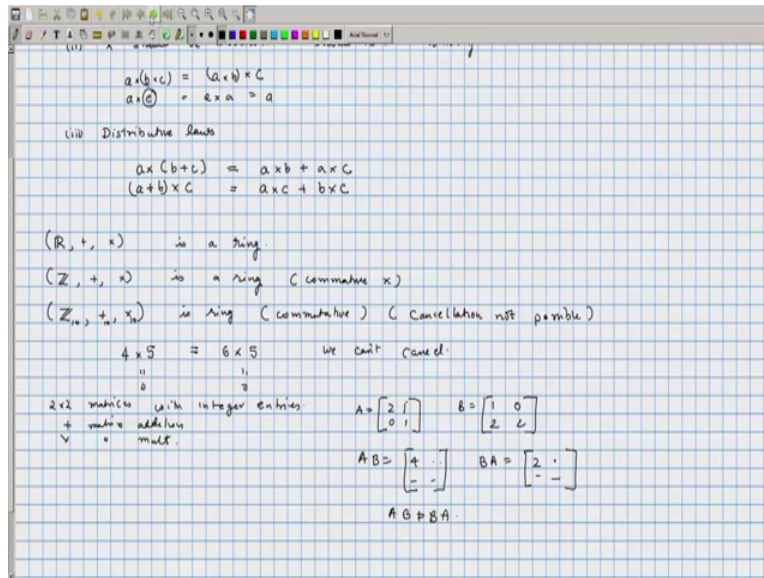 a×(b×c) = (a×b)×c
a×e = e×a = a
(iii) Distributive laws
a×(b+c) = a×b + a×c
(a+b)×c = a×c + b×c
(ℝ, +, ×) is a ring.
(ℤ, +, ×) is a ring (commative ×)
(ℤ₁₀, +₁₀, ×₁₀) is ring (commutative) (cancellation not possible)
4×5 = 6×5 we can't cancel.
" "
0 0
2×2 matrices with integer entries.
+ matrix addition
× " mult.
A = [2 1
0 1]
B = [1 0
2 2]
AB = [4 ..
- -]
BA = [2 .
- -]
AB ≠ BA.